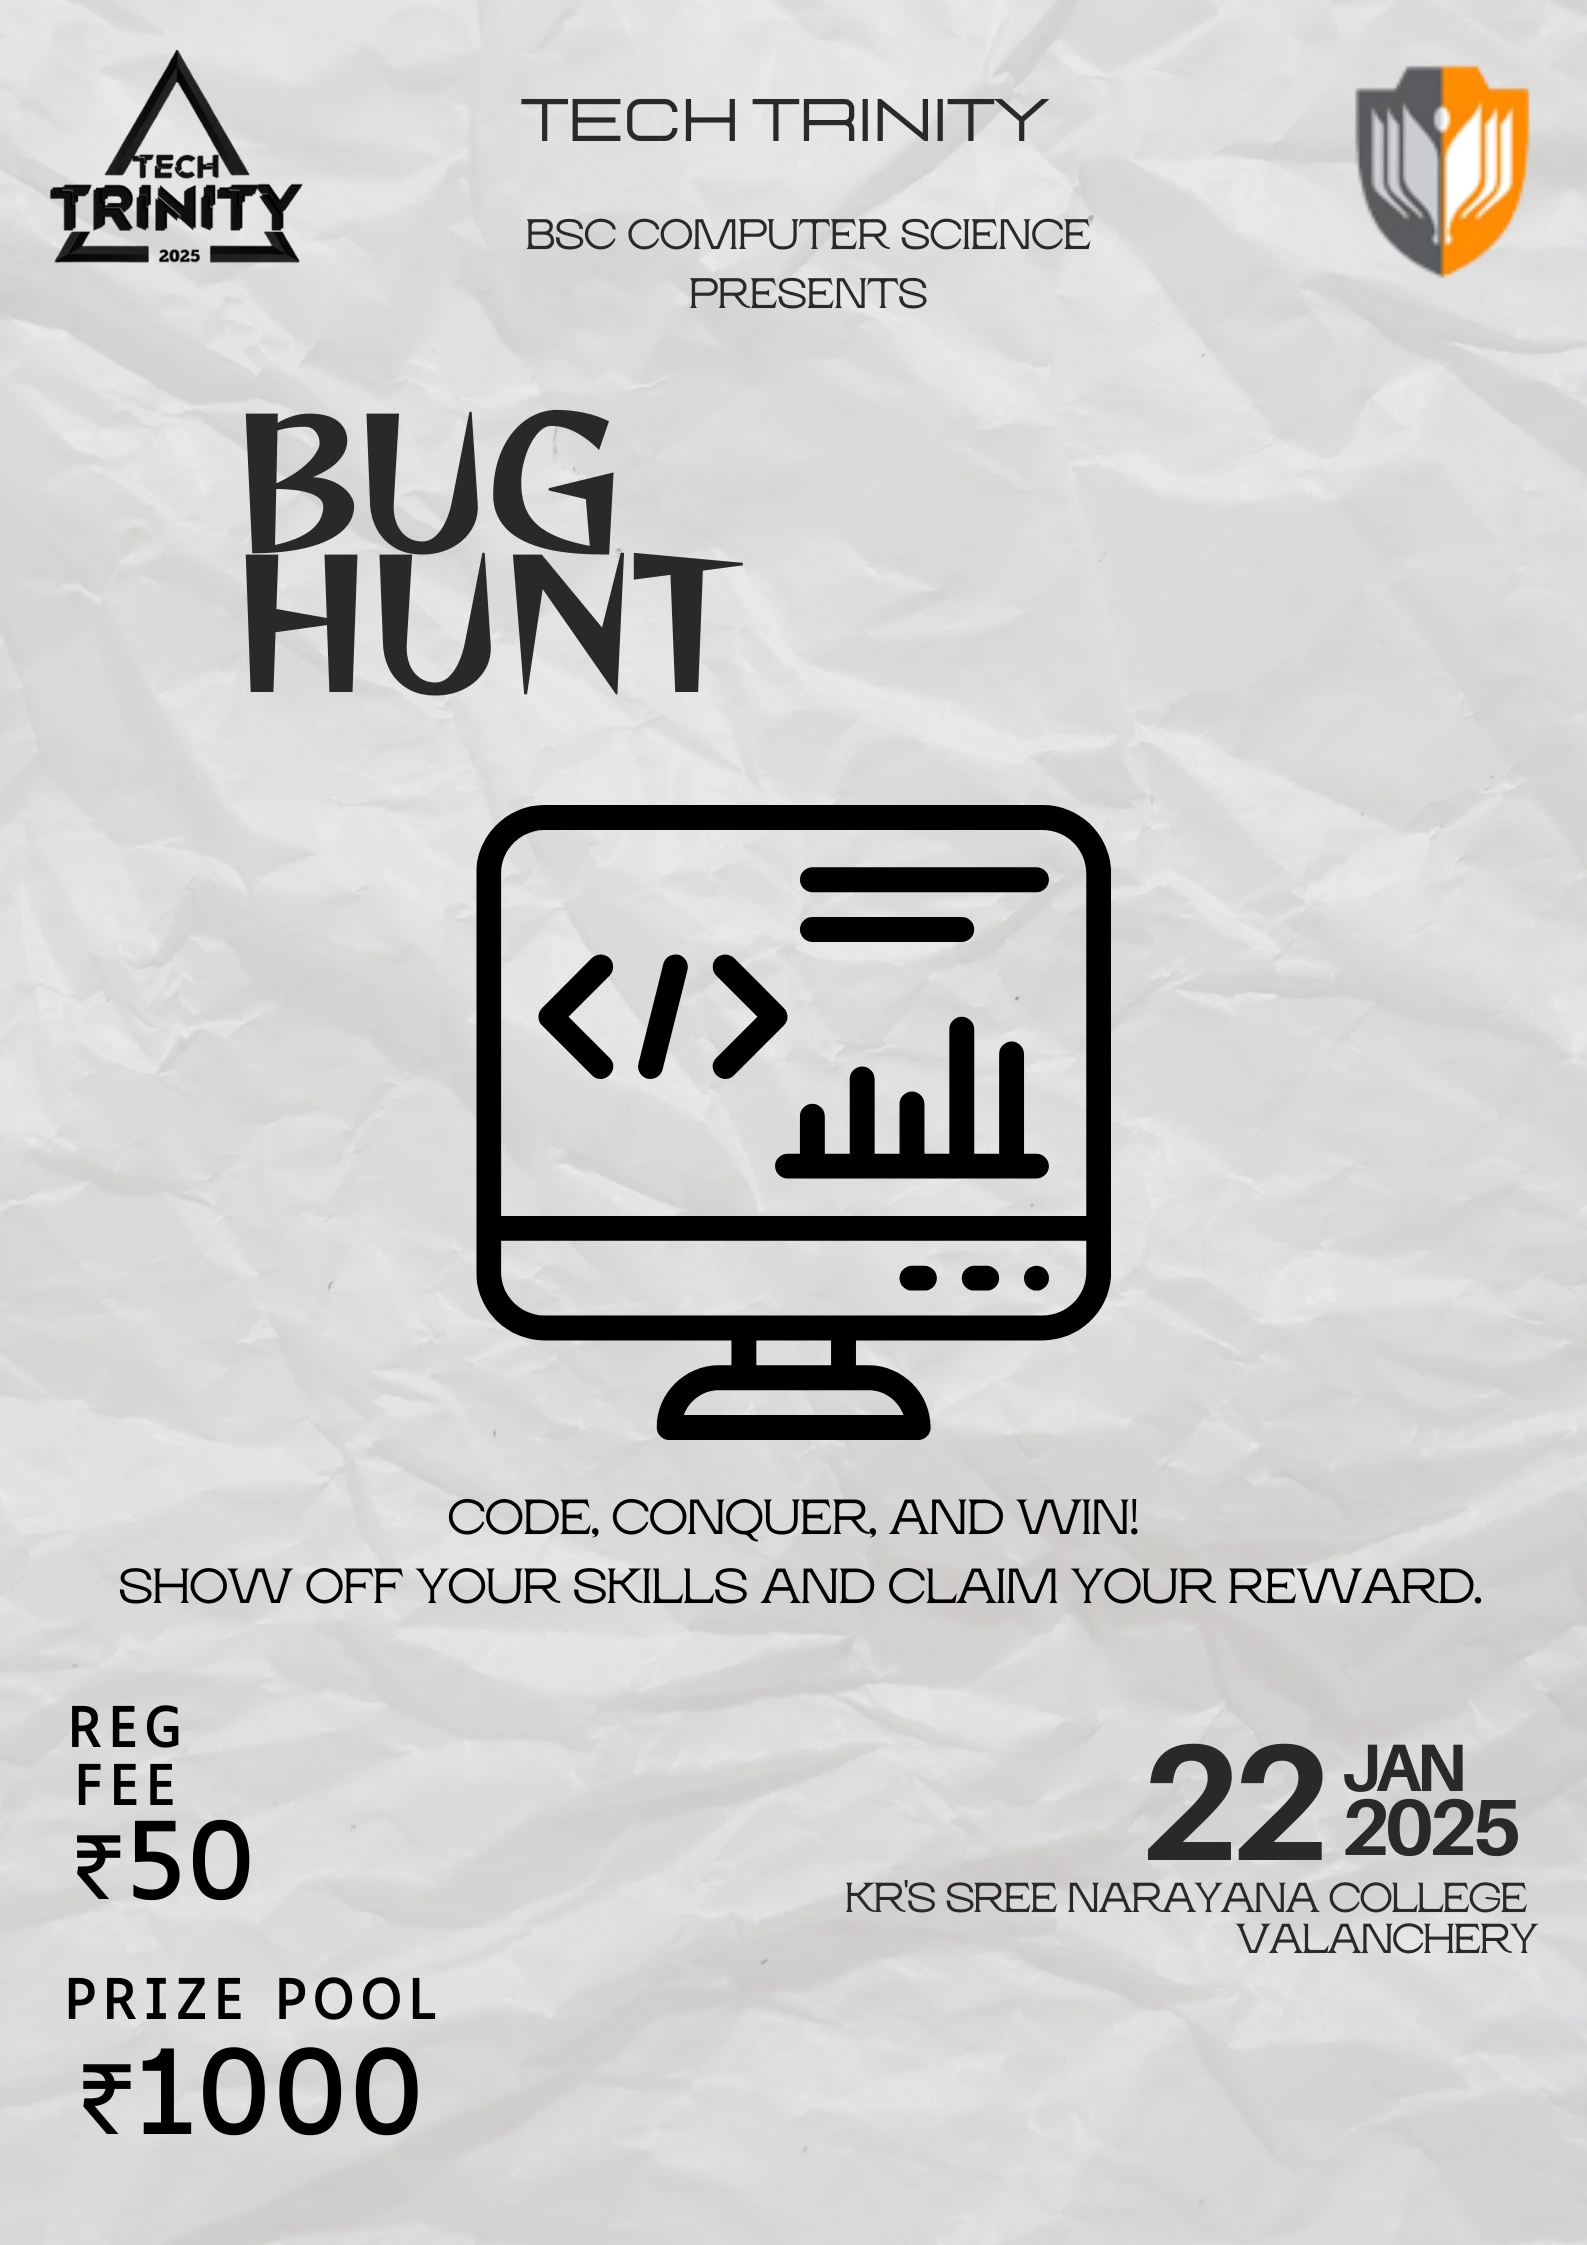 TECH
TRINITY
2025
TECH TRINITY
BSC COMPUTER SCIENCE
PRESENTS
BUG
HUNT
</>
CODE, CONQUER, AND WIN!
SHOW OFF YOUR SKILLS AND CLAIM YOUR REWARD.
REG
FEE
₹50
22 JAN
2025
KR'S SREE NARAYANA COLLEGE
VALANCHERY
PRIZE POOL
₹1000